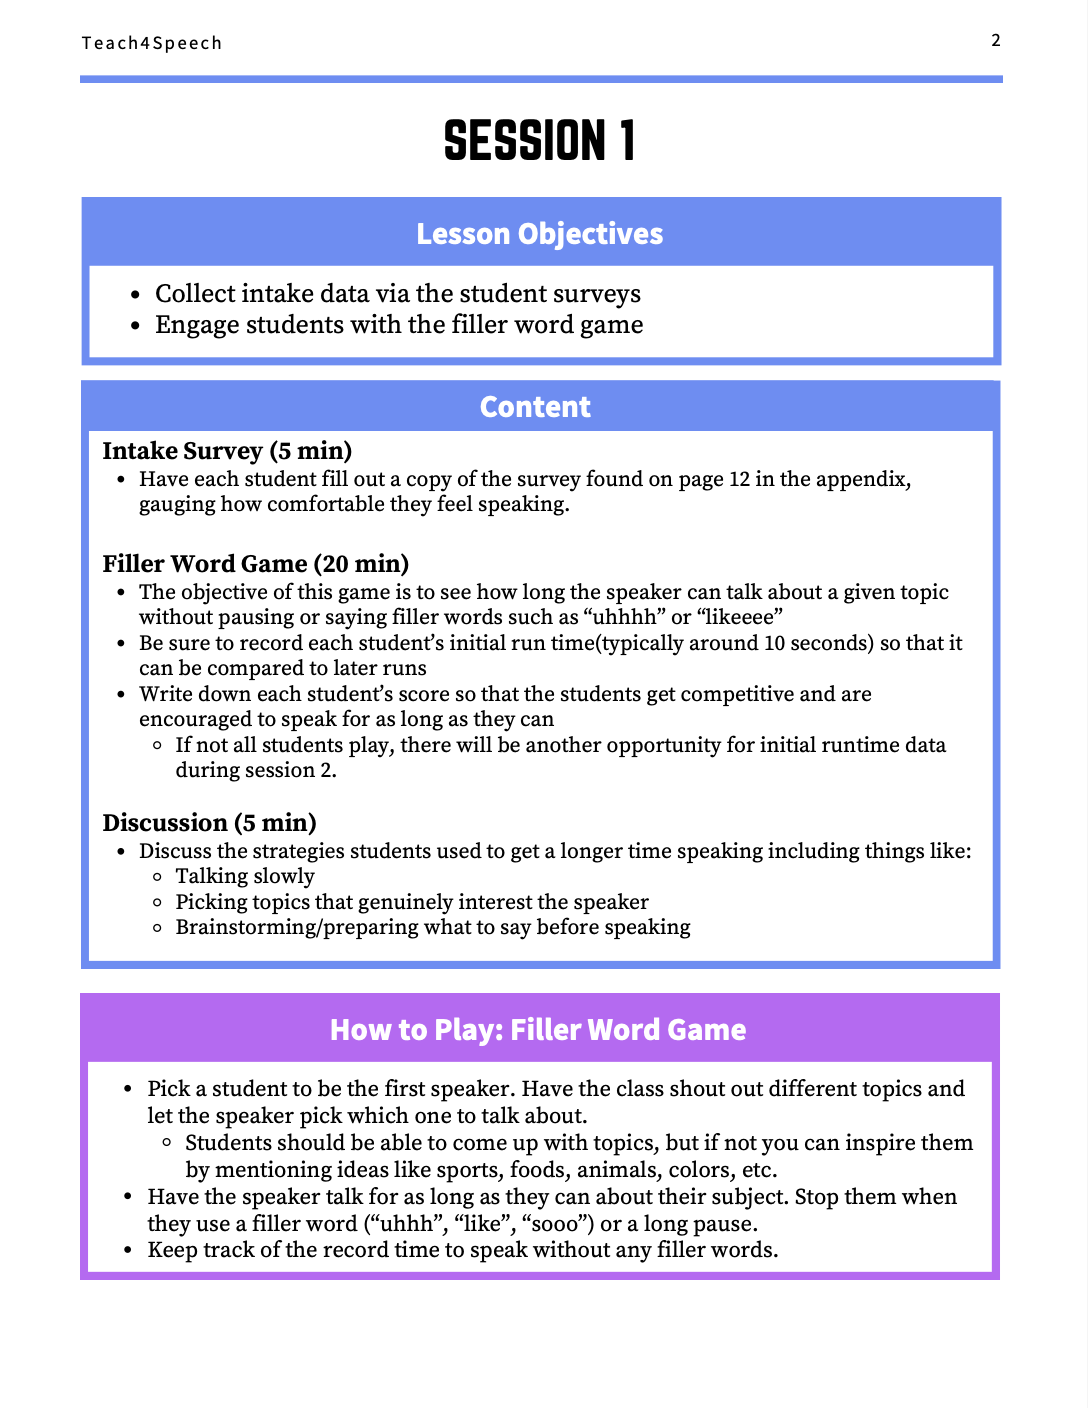 Teach4Speech
2
SESSION 1
Lesson Objectives
• Collect intake data via the student surveys
• Engage students with the filler word game
Content
Intake Survey (5 min)
• Have each student fill out a copy of the survey found on page 12 in the appendix,
gauging how comfortable they feel speaking.
Filler Word Game (20 min)
• The objective of this game is to see how long the speaker can talk about a given topic
without pausing or saying filler words such as “uhhhh” or “likeeee”
• Be sure to record each student’s initial run time(typically around 10 seconds) so that it
can be compared to later runs
• Write down each student’s score so that the students get competitive and are
encouraged to speak for as long as they can
◦ If not all students play, there will be another opportunity for initial runtime data
during session 2.
Discussion (5 min)
• Discuss the strategies students used to get a longer time speaking including things like:
◦ Talking slowly
◦ Picking topics that genuinely interest the speaker
◦ Brainstorming/preparing what to say before speaking
How to Play: Filler Word Game
• Pick a student to be the first speaker. Have the class shout out different topics and
let the speaker pick which one to talk about.
◦ Students should be able to come up with topics, but if not you can inspire them
by mentioning ideas like sports, foods, animals, colors, etc.
• Have the speaker talk for as long as they can about their subject. Stop them when
they use a filler word (“uhhh”, “like”, “sooo”) or a long pause.
• Keep track of the record time to speak without any filler words.